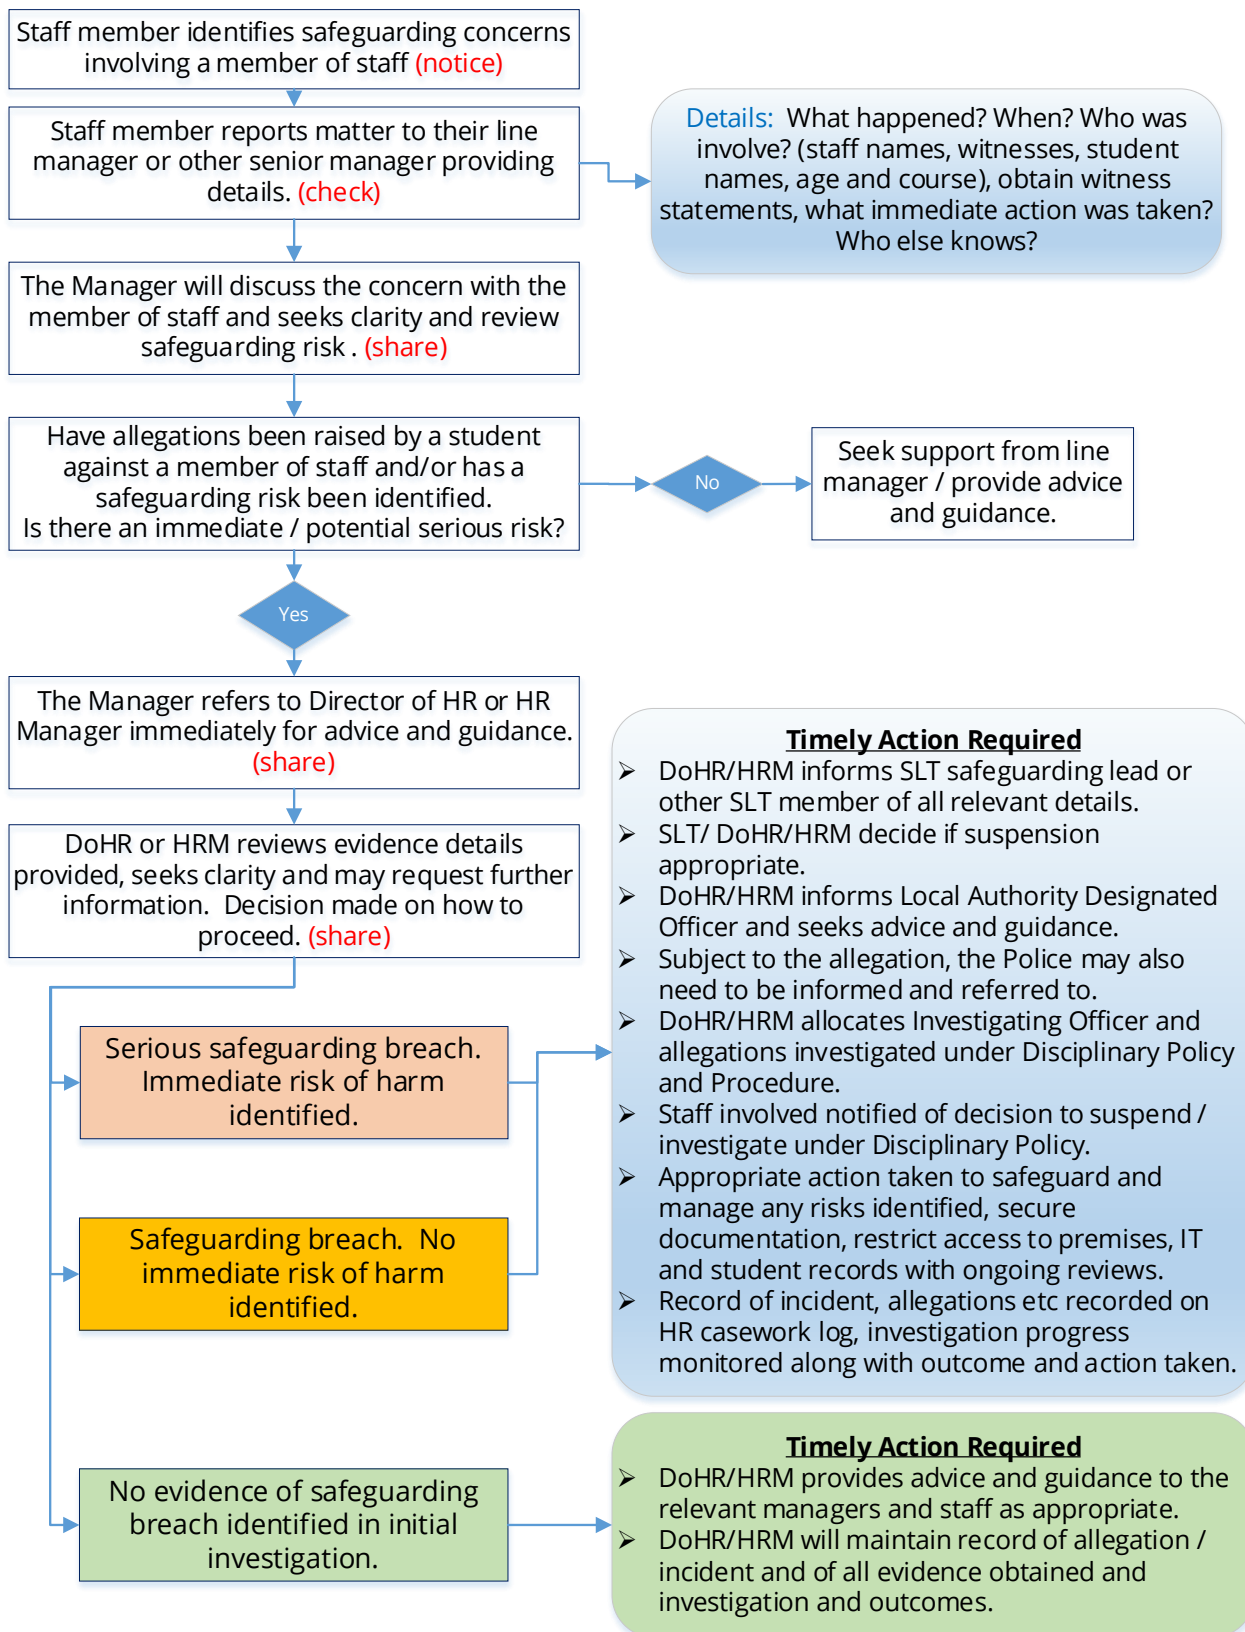 Staff member identifies safeguarding concerns
involving a member of staff (notice)
Staff member reports matter to their line
manager or other senior manager providing
details. (check)
Details:  What happened? When? Who was
involve? (staff names, witnesses, student
names, age and course), obtain witness
statements, what immediate action was taken?
Who else knows?
The Manager will discuss the concern with the
member of staff and seeks clarity and review
safeguarding risk . (share)
Have allegations been raised by a student
against a member of staff and/or has a
safeguarding risk been identified.
Is there an immediate / potential serious risk?
No
Seek support from line
manager / provide advice
and guidance.
Yes
The Manager refers to Director of HR or HR
Manager immediately for advice and guidance.
(share)
DoHR or HRM reviews evidence details
provided, seeks clarity and may request further
information.  Decision made on how to
proceed. (share)
Serious safeguarding breach.
Immediate risk of harm
identified.
Safeguarding breach.  No
immediate risk of harm
identified.
Timely Action Required
➢ DoHR/HRM informs SLT safeguarding lead or
other SLT member of all relevant details.
➢ SLT/ DoHR/HRM decide if suspension
appropriate.
➢ DoHR/HRM informs Local Authority Designated
Officer and seeks advice and guidance.
➢ Subject to the allegation, the Police may also
need to be informed and referred to.
➢ DoHR/HRM allocates Investigating Officer and
allegations investigated under Disciplinary Policy
and Procedure.
➢ Staff involved notified of decision to suspend /
investigate under Disciplinary Policy.
➢ Appropriate action taken to safeguard and
manage any risks identified, secure
documentation, restrict access to premises, IT
and student records with ongoing reviews.
➢ Record of incident, allegations etc recorded on
HR casework log, investigation progress
monitored along with outcome and action taken.
No evidence of safeguarding
breach identified in initial
investigation.
Timely Action Required
➢ DoHR/HRM provides advice and guidance to the
relevant managers and staff as appropriate.
➢ DoHR/HRM will maintain record of allegation /
incident and of all evidence obtained and
investigation and outcomes.